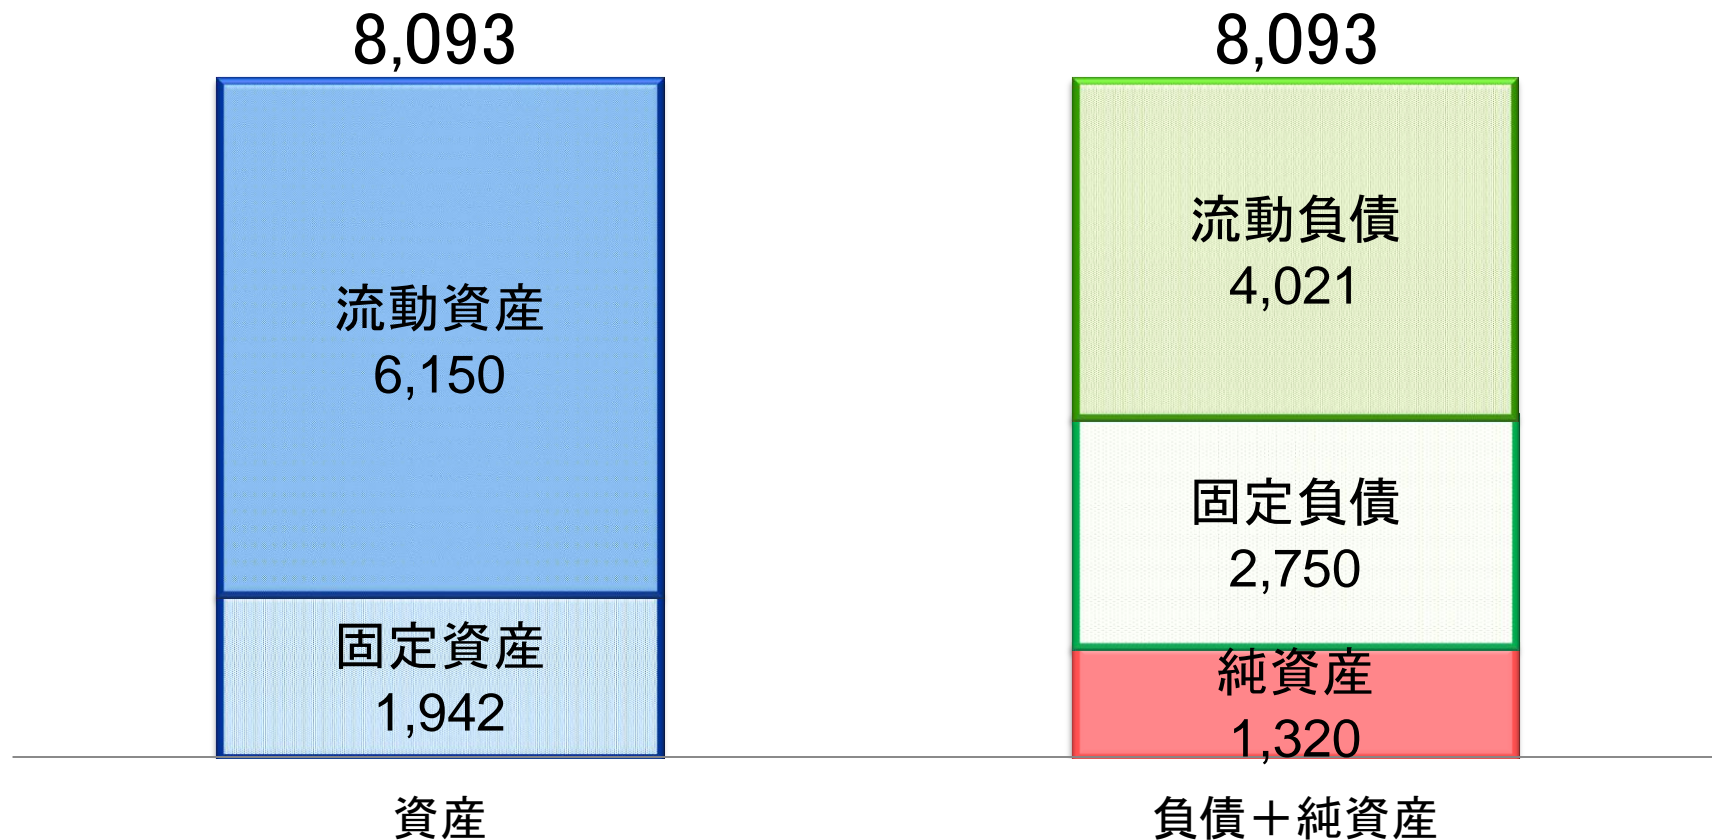 8,093
流動資産
6,150
固定資産
1,942
資産
8,093
流動負債
4,021
固定負債
2,750
純資産
1,320
負債＋純資産